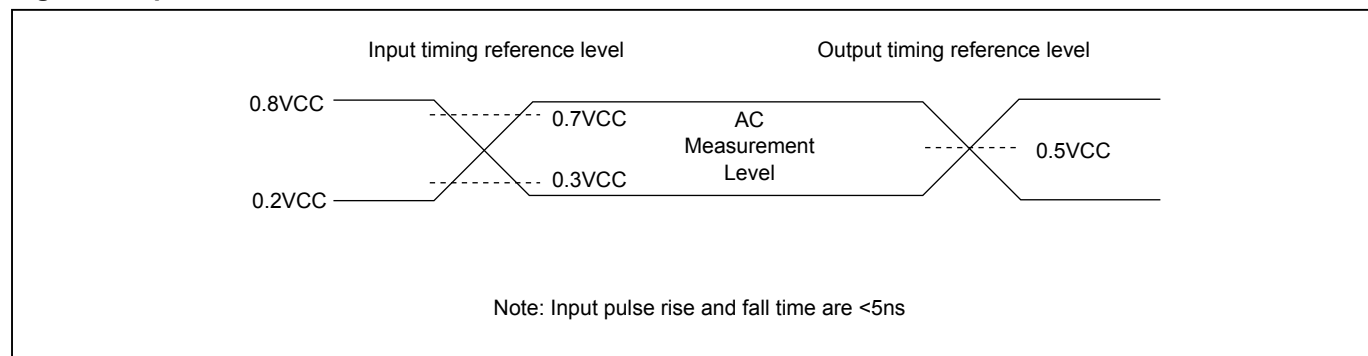 Input timing reference level
Output timing reference level
0.8VCC
0.7VCC
AC
Measurement
Level
0.5VCC
0.3VCC
0.2VCC
Note: Input pulse rise and fall time are <5ns